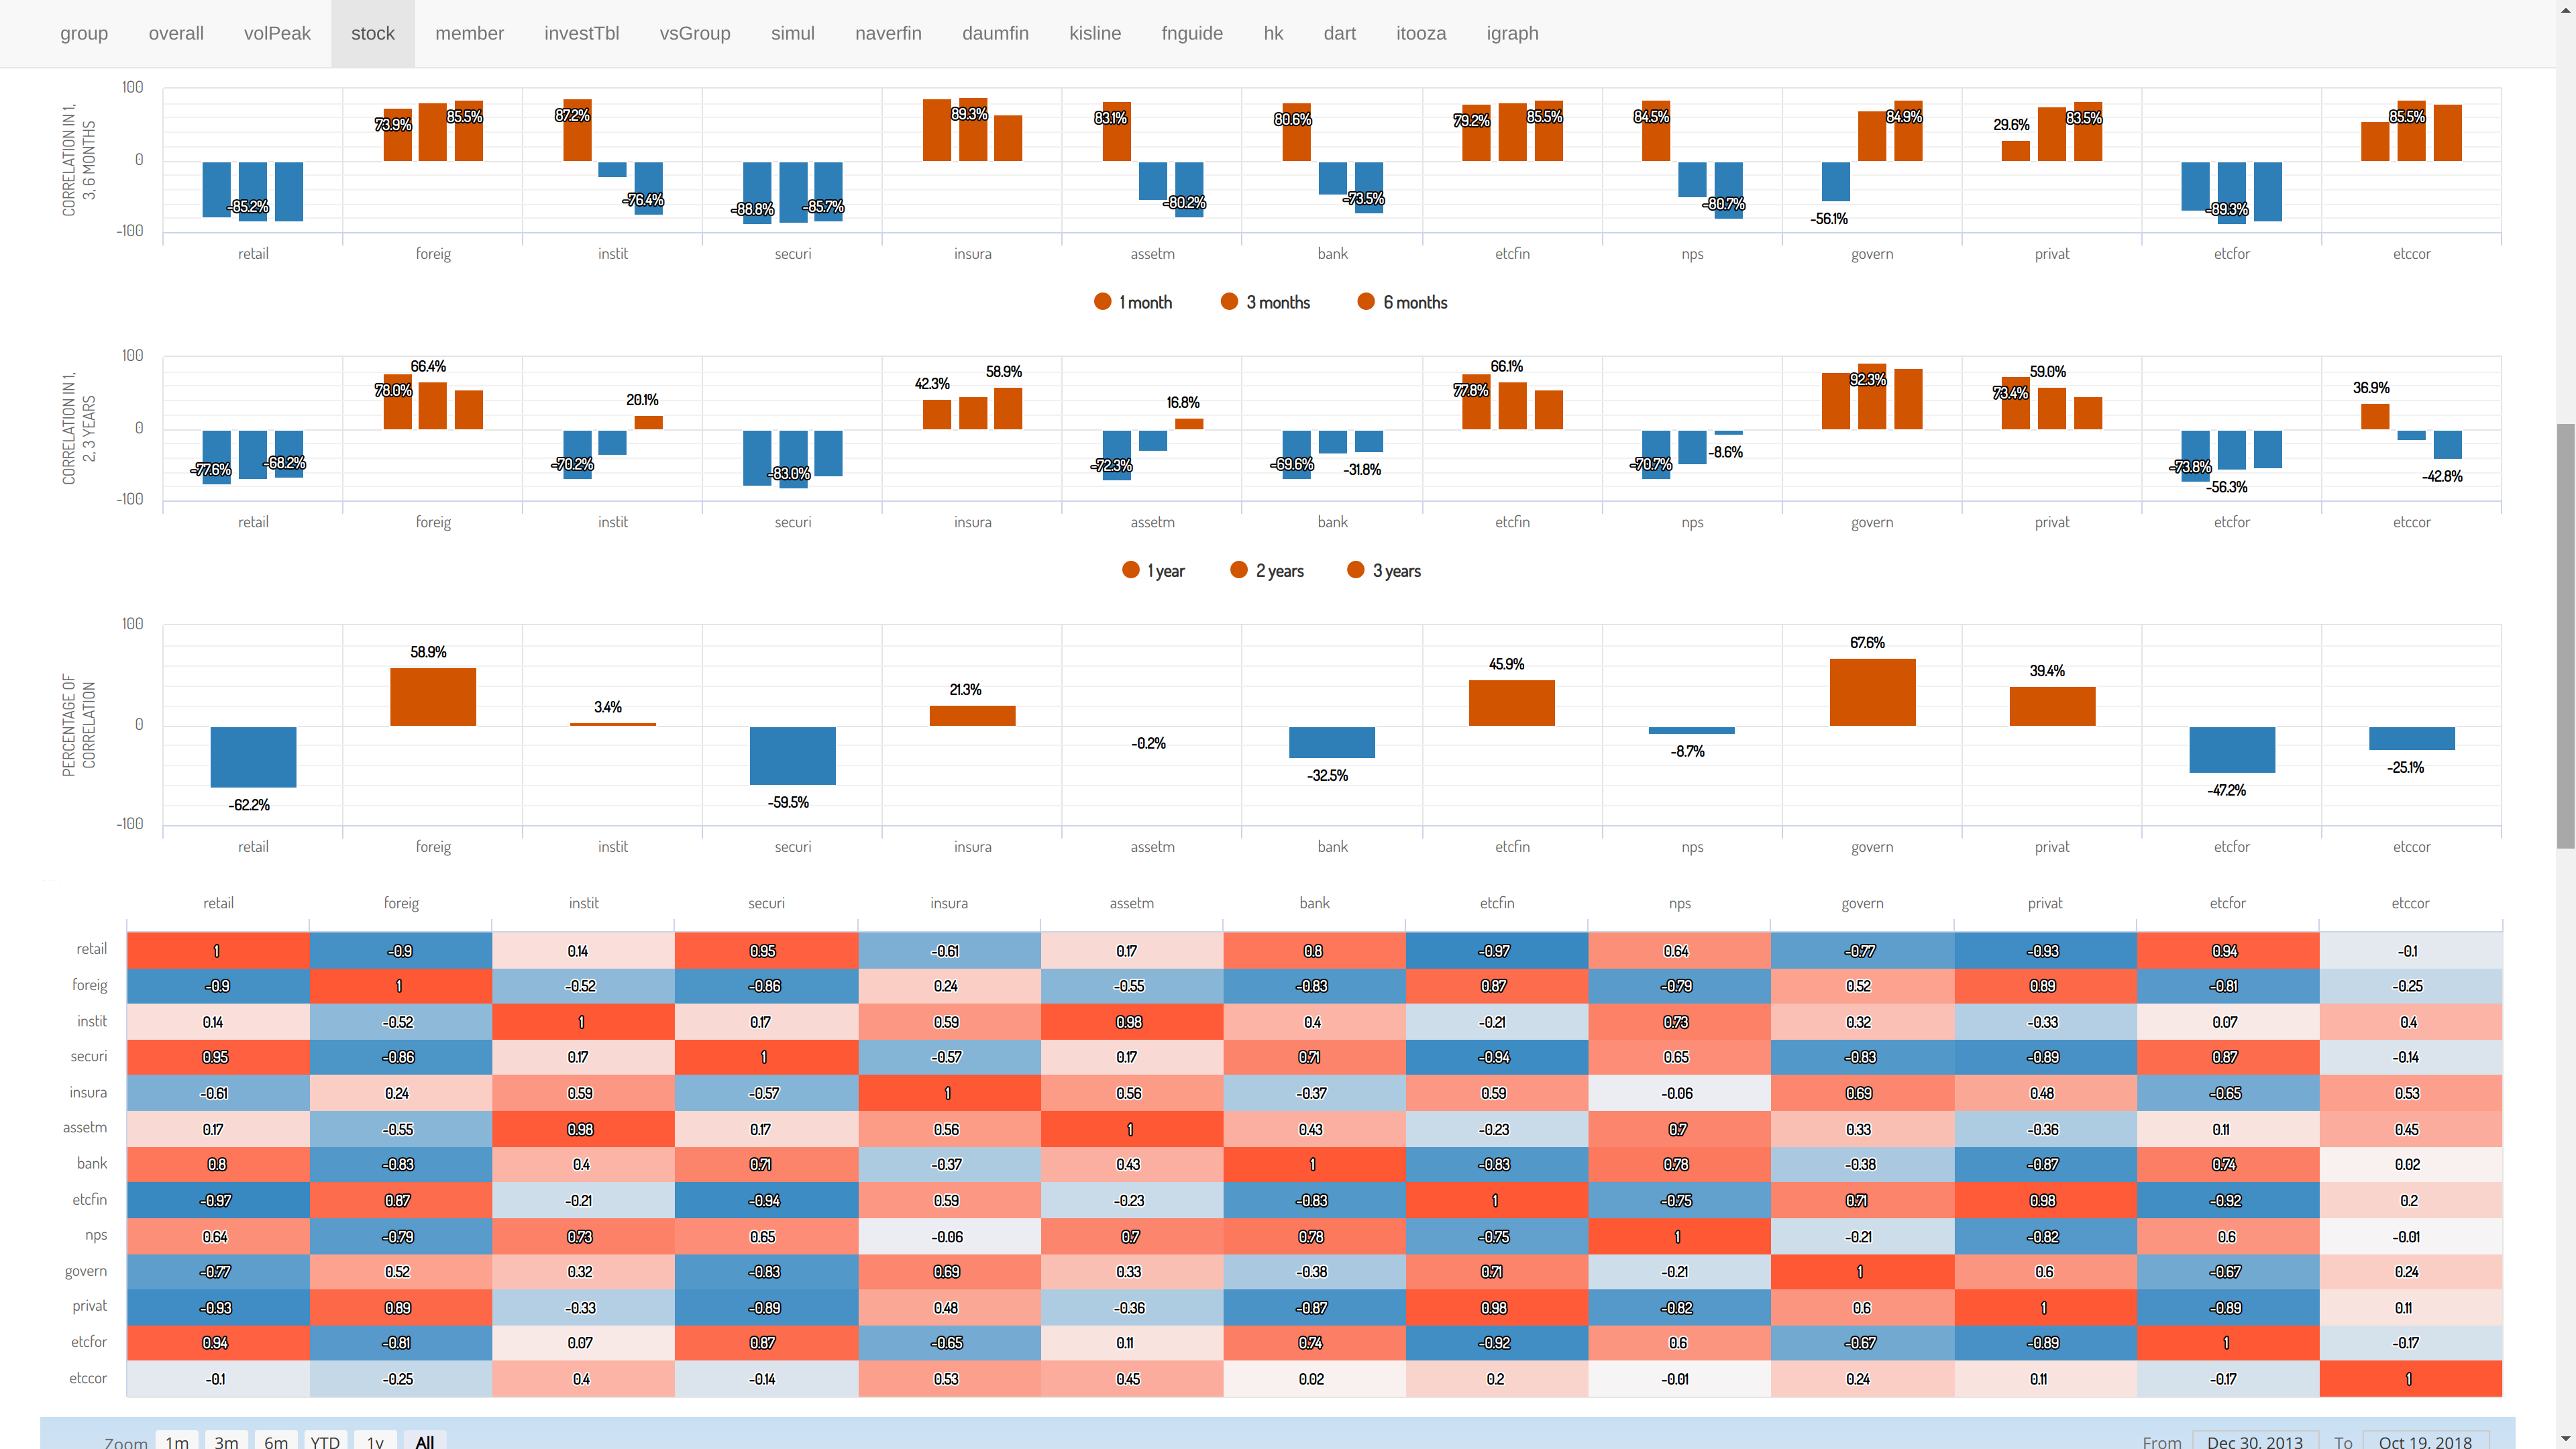 group overall volPeak stock member investTbl vsGroup simul naverfin daumfin kisline fnguide hk dart itooza igraph
CORRELATION IN 1,
3, 6 MONTHS
100
0
-100
-85.2% 73.9% 85.5% 87.2% -76.4% -88.8% -85.7% 89.3% 83.1% -80.2% 80.6% -73.5% 79.2% 85.5% 84.5% -80.7% -56.1% 84.9% 29.6% 83.5% -89.3% 85.5%
retail foreig instit securi insura assetm bank etcfin nps govern privat etcfor etccor
1 month 3 months 6 months
CORRELATION IN 1,
2, 3 YEARS
100
0
-100
-77.6% -68.2% 78.0% 66.4% -70.2% 20.1% -83.0% 42.3% 58.9% -72.3% 16.8% -69.6% -31.8% 77.8% 66.1% -70.7% -8.6% 92.3% 73.4% 59.0% -73.8% -56.3% 36.9% -42.8%
retail foreig instit securi insura assetm bank etcfin nps govern privat etcfor etccor
1 year 2 years 3 years
PERCENTAGE OF
CORRELATION
100
0
-100
-62.2% 58.9% 3.4% -59.5% 21.3% -0.2% -32.5% 45.9% -8.7% 67.6% 39.4% -47.2% -25.1%
retail foreig instit securi insura assetm bank etcfin nps govern privat etcfor etccor
retail foreig instit securi insura assetm bank etcfin nps govern privat etcfor etccor
retail 1 -0.9 0.14 0.95 -0.61 0.17 0.8 -0.97 0.64 -0.77 -0.93 0.94 -0.1
foreig -0.9 1 -0.52 -0.86 0.24 -0.55 -0.83 0.87 -0.79 0.52 0.89 -0.81 -0.25
instit 0.14 -0.52 1 0.17 0.59 0.98 0.4 -0.21 0.73 0.32 -0.33 0.07 0.4
securi 0.95 -0.86 0.17 1 -0.57 0.17 0.71 -0.94 0.65 -0.83 -0.89 0.87 -0.14
insura -0.61 0.24 0.59 -0.57 1 0.56 -0.37 0.59 -0.06 0.69 0.48 -0.65 0.53
assetm 0.17 -0.55 0.98 0.17 0.56 1 0.43 -0.23 0.7 0.33 -0.36 0.11 0.45
bank 0.8 -0.83 0.4 0.71 -0.37 0.43 1 -0.83 0.78 -0.38 -0.87 0.74 0.02
etcfin -0.97 0.87 -0.21 -0.94 0.59 -0.23 -0.83 1 -0.75 0.71 0.98 -0.92 0.2
nps 0.64 -0.79 0.73 0.65 -0.06 0.7 0.78 -0.75 1 -0.21 -0.82 0.6 -0.01
govern -0.77 0.52 0.32 -0.83 0.69 0.33 -0.38 0.71 -0.21 1 0.6 -0.67 0.24
privat -0.93 0.89 -0.33 -0.89 0.48 -0.36 -0.87 0.98 -0.82 0.6 1 -0.89 0.11
etcfor 0.94 -0.81 0.07 0.87 -0.65 0.11 0.74 -0.92 0.6 -0.67 -0.89 1 -0.17
etccor -0.1 -0.25 0.4 -0.14 0.53 0.45 0.02 0.2 -0.01 0.24 0.11 -0.17 1
Zoom 1m 3m 6m YTD 1y All From Dec 30, 2013 To Oct 19, 2018